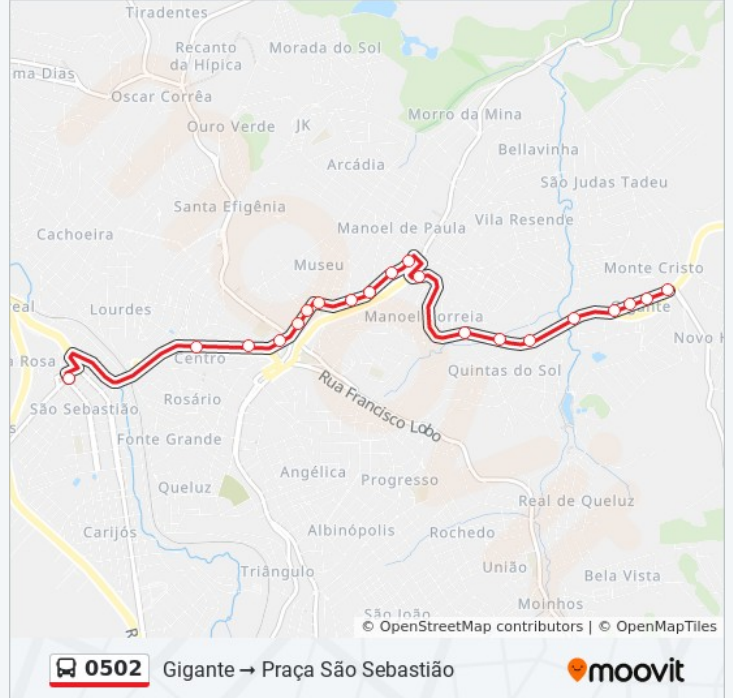 Tiradentes
Recanto
da Hípica
Morada do Sol
ma Dias
Oscar Corrêa
Ouro Verde
JK
Morro da Mina
Bellavinha
Arcádia
São Judas Tadeu
Santa Efigênia
Vila Resende
Manoel de Paula
Cachoeira
Museu
Monte Cristo
eal
Lourdes
Manoel Correia
Gigante
Novo H
a Rosa
Centro
Quintas do Sol
Rosário
São Sebastião
Rua Francisco Lobo
s
Fonte Grande
Angélica
Progresso
Queluz
Real de Queluz
Carijós
Albinópolis
Rochedo
Triângulo
União
Bela Vista
Moinhos
São João
R
© OpenStreetMap contributors | © OpenMapTiles
0502 Gigante → Praça São Sebastião
moovit